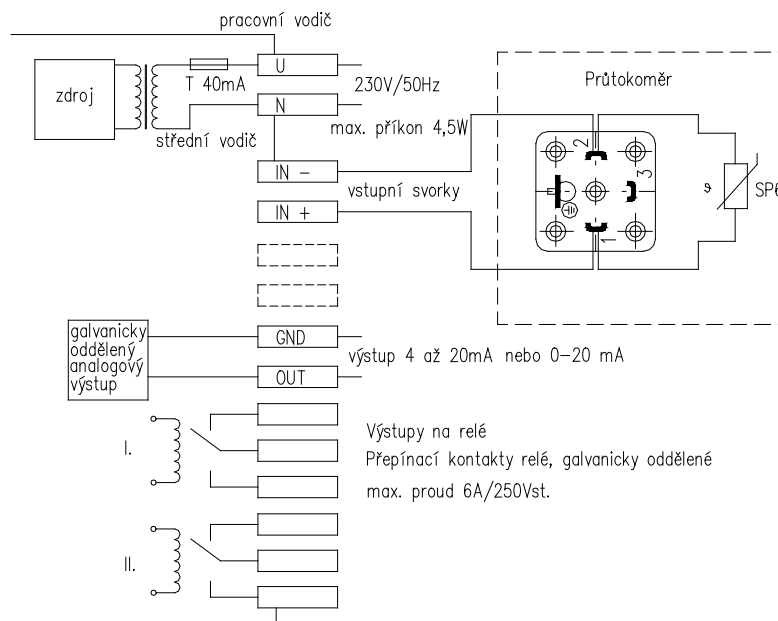 pracovní vodič
U
T 40mA
230V/50Hz
zdroj
N
střední vodič
max. příkon 4,5W
IN -
vstupní svorky
IN +
Průtokoměr
2
3
1
ϑ
SP6
galvanicky
oddělený
analogový
výstup
GND
výstup 4 až 20mA nebo 0-20 mA
OUT
I.
Výstupy na relé
Přepínací kontakty relé, galvanicky oddělené
max. proud 6A/250Vst.
II.